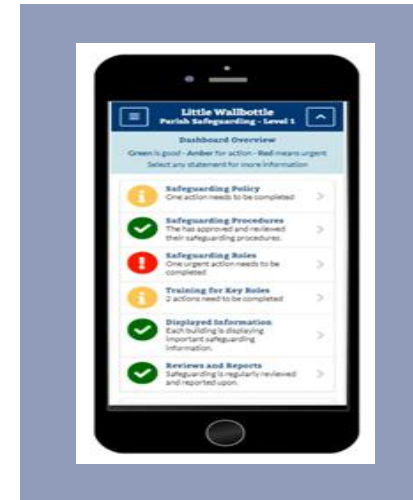 Little Wallbottle
Parish Safeguarding - Level 1
Dashboard Overview
Green is good - Amber for action - Red means urgent
Select any statement for more information
Safeguarding Policy
One action needs to be completed
Safeguarding Procedures
The has approved and reviewed
their safeguarding procedures.
Safeguarding Roles
One urgent action needs to be
completed
Training for Key Roles
2 actions need to be completed
Displayed Information
Each building is displaying
important safeguarding
information.
Reviews and Reports
Safeguarding is regularly reviewed
and reported upon.